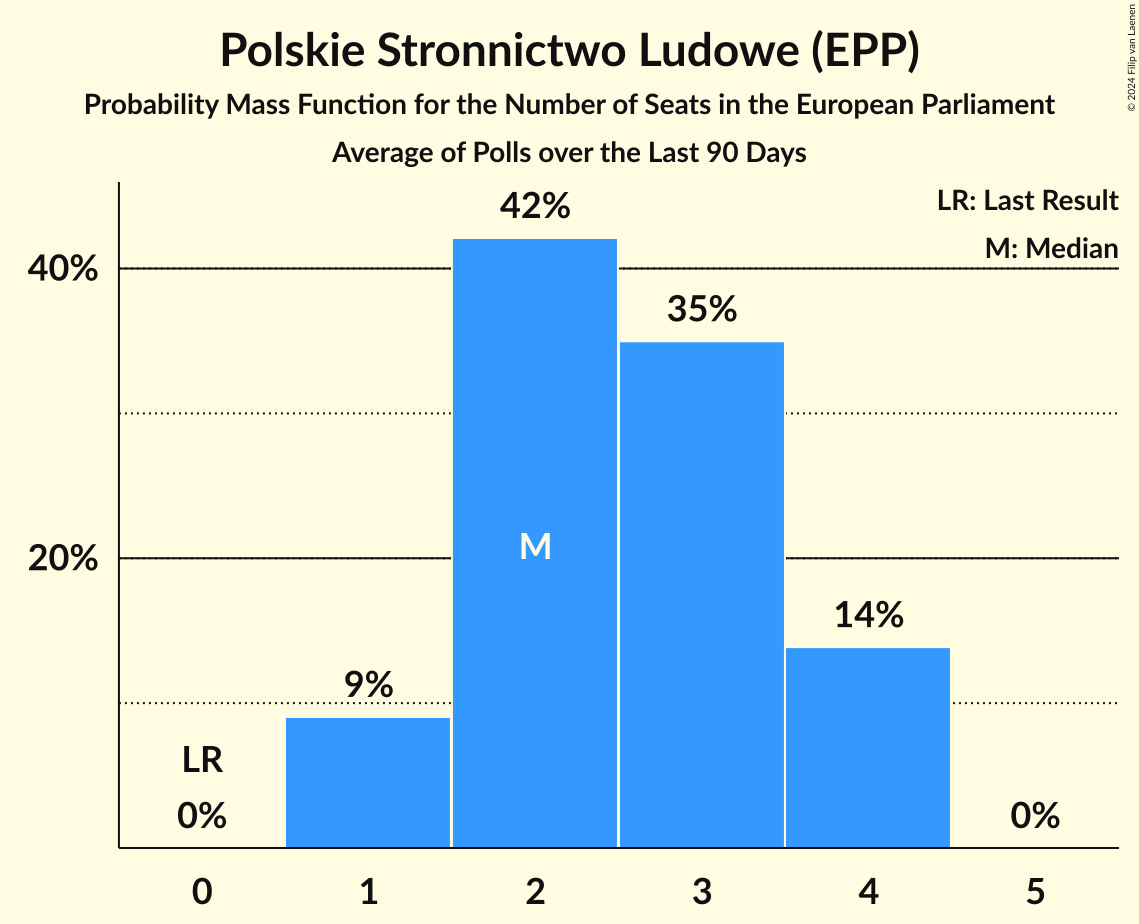 Polskie Stronnictwo Ludowe (EPP)
Probability Mass Function for the Number of Seats in the European Parliament
Average of Polls over the Last 90 Days
© 2024 Filip van Laenen
LR: Last Result
M: Median
42%
40%
35%
M
20%
14%
9%
LR
0%
0%
0 1 2 3 4 5